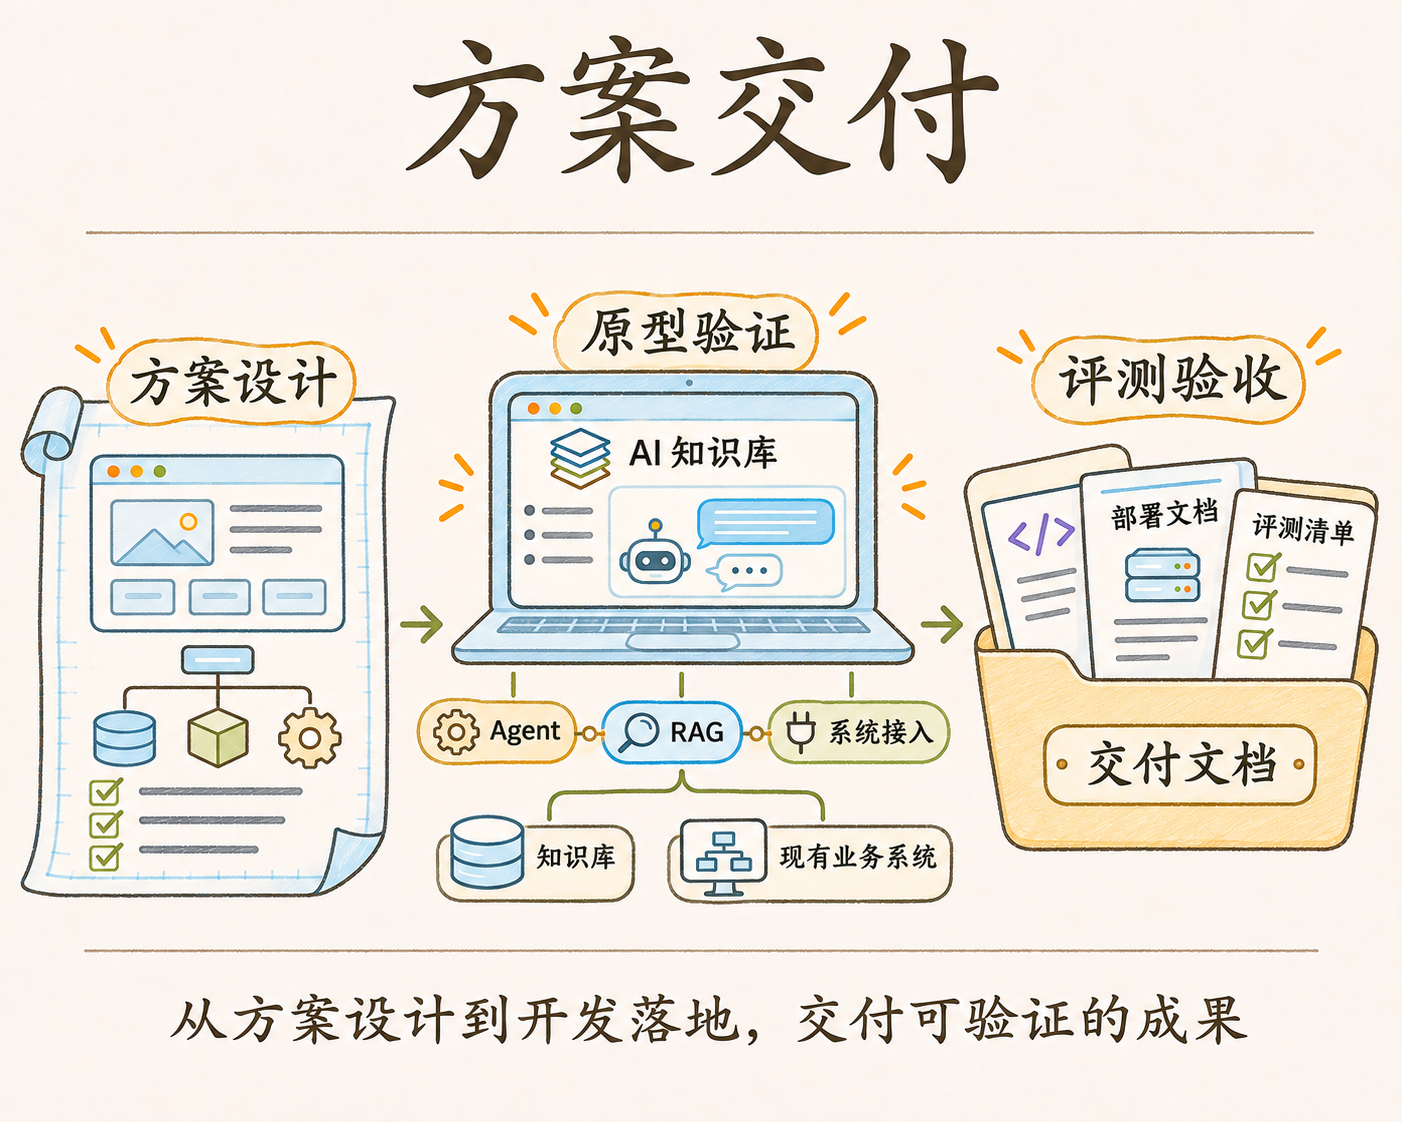 方案交付
方案设计
原型验证
AI 知识库
Agent
RAG
系统接入
知识库
现有业务系统
评测验收
</>
部署文档
评测清单
交付文档
从方案设计到开发落地，交付可验证的成果